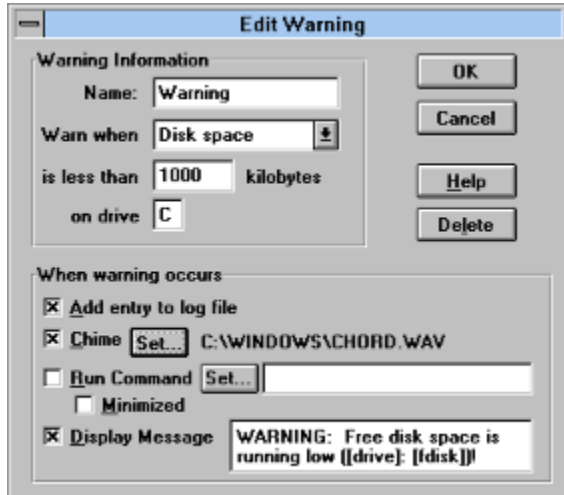 Edit Warning
Warning Information
Name: Warning
Warn when Disk space
is less than 1000 kilobytes
on drive C
OK
Cancel
Help
Delete
When warning occurs
Add entry to log file
Chime Set... C:\WINDOWS\CHORD.WAV
Run Command Set...
Minimized
Display Message WARNING: Free disk space is
running low ([drive]: [fdisk])!